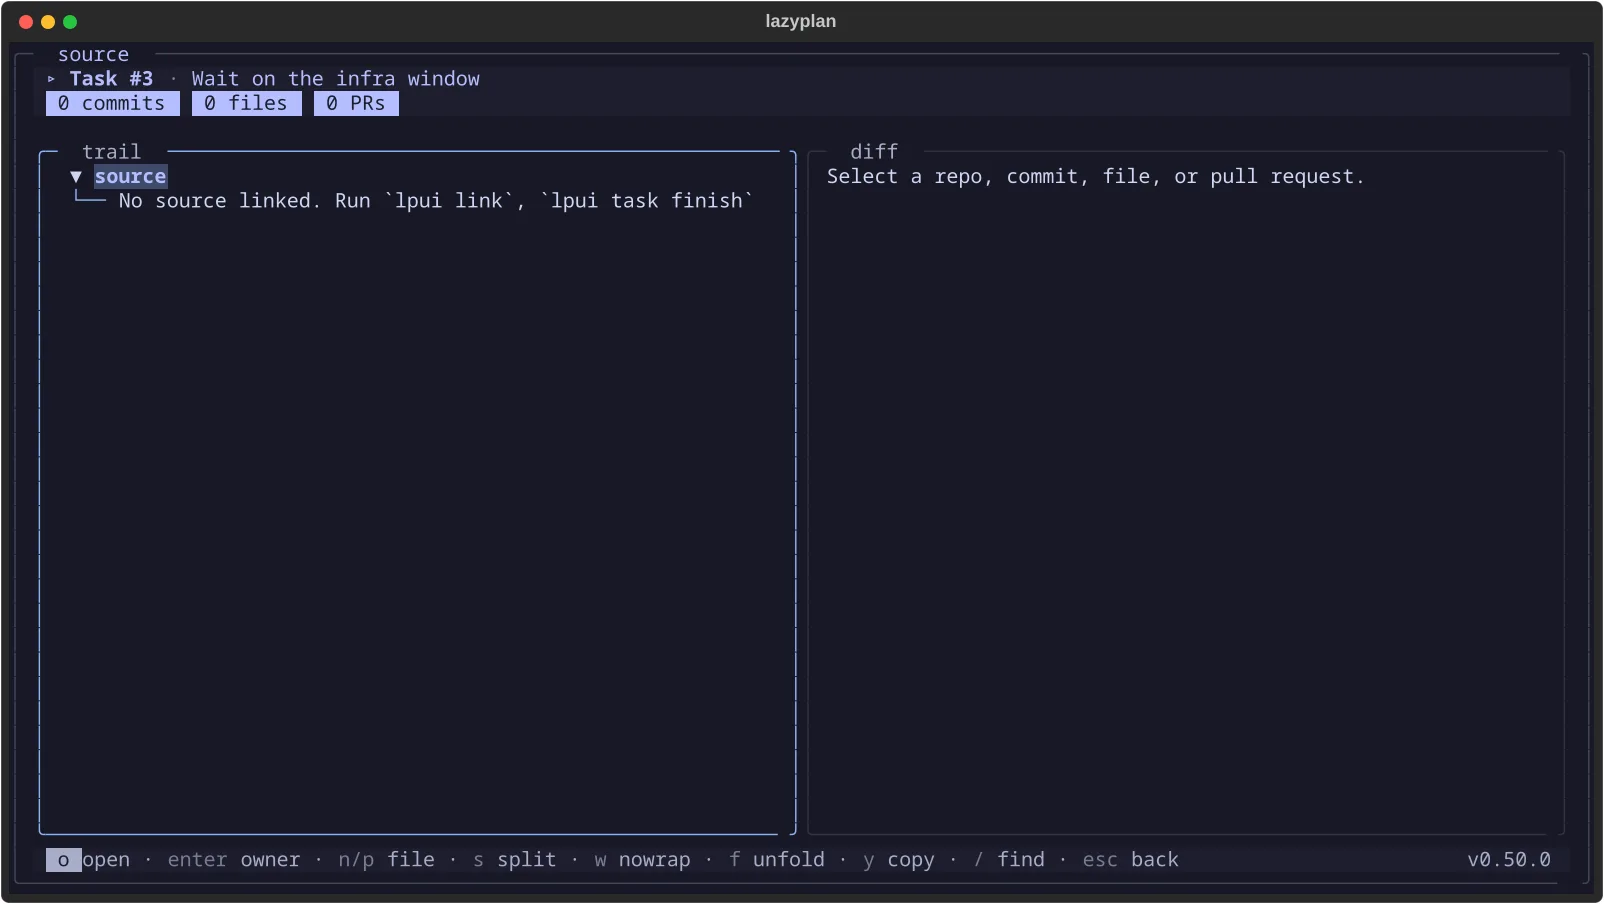 lazyplan
source
▹ Task #3 · Wait on the infra window
0 commits 0 files 0 PRs
trail
▼ source
└── No source linked. Run `lpui link`, `lpui task finish`
diff
Select a repo, commit, file, or pull request.
o open · enter owner · n/p file · s split · w nowrap · f unfold · y copy · / find · esc back v0.50.0